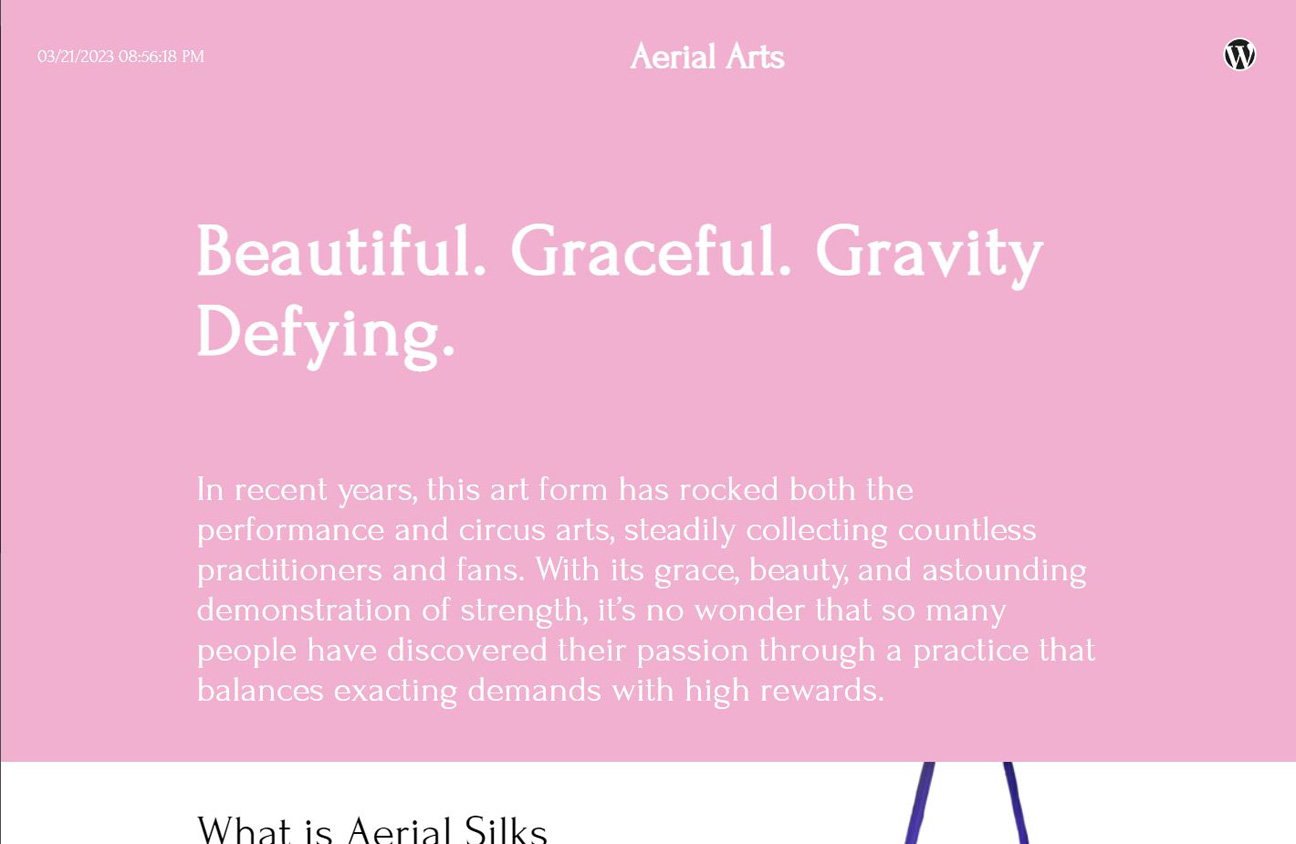 03/21/2023 08:56:18 PM
Aerial Arts
W
Beautiful. Graceful. Gravity
Defying.
In recent years, this art form has rocked both the
performance and circus arts, steadily collecting countless
practitioners and fans. With its grace, beauty, and astounding
demonstration of strength, it’s no wonder that so many
people have discovered their passion through a practice that
balances exacting demands with high rewards.
What is Aerial Silks